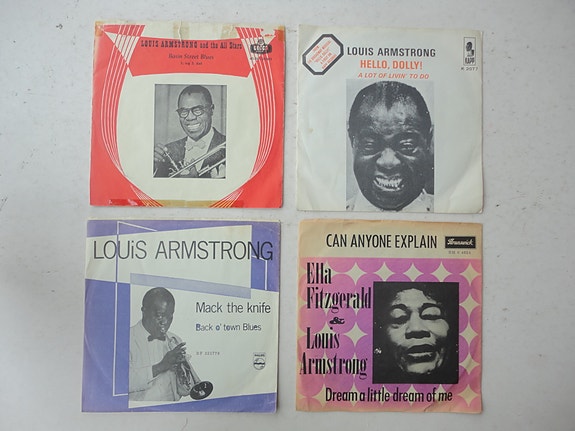 LOUIS ARMSTRONG and the All Stars
Basin Street Blues
LOUIS ARMSTRONG
HELLO, DOLLY!
A LOT OF LIVIN' TO DO
KAPP
LOUiS ARMSTRONG
Mack the knife
Back o' town Blues
PHILIPS
CAN ANYONE EXPLAIN
Brunswick
Ella
Fitzgerald
&
Louis
Armstrong
Dream a little dream of me